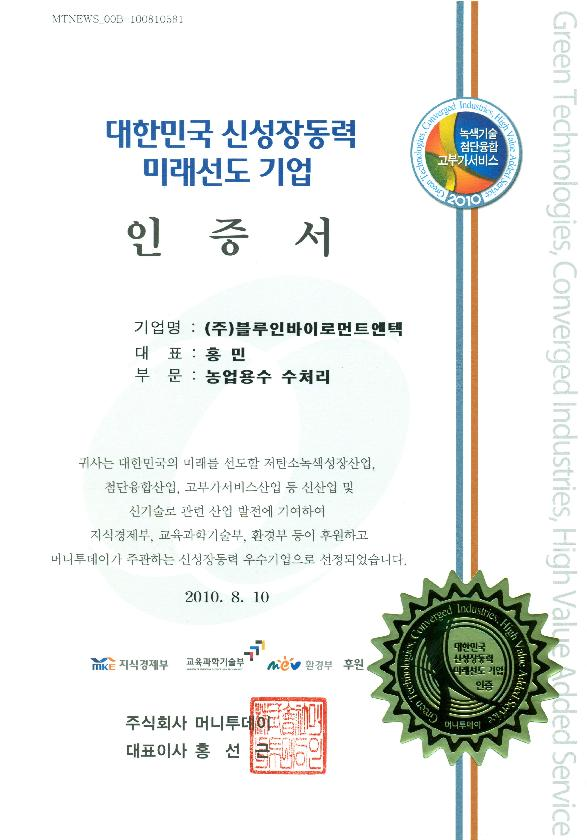 MTNEWS_00B-100810581
대한민국 신성장동력
미래선도 기업
인 증 서
기업명 : (주)블루인바이로먼트엔텍
대 표 : 홍 민
부 문 : 농업용수 수처리
귀사는 대한민국의 미래를 선도할 저탄소녹색성장산업,
첨단융합산업, 고부가서비스산업 등 신산업 및
신기술로 관련 산업 발전에 기여하여
지식경제부, 교육과학기술부, 환경부 등이 후원하고
머니투데이가 주관하는 신성장동력 우수기업으로 선정되었습니다.
2010. 8. 10
MKE 지식경제부 교육과학기술부 mev 환경부 후원
주식회사 머니투데이
대표이사 홍 선 근
Green Technologies, Converged Industries, High Value Added Service
녹색기술
첨단융합
고부가서비스
2010
Green Technologies, Converged Industries, High Value Added Service
Green Technologies, Converged Industries, High Value Added Service
대한민국
신성장동력
미래선도 기업
인증
머니투데이